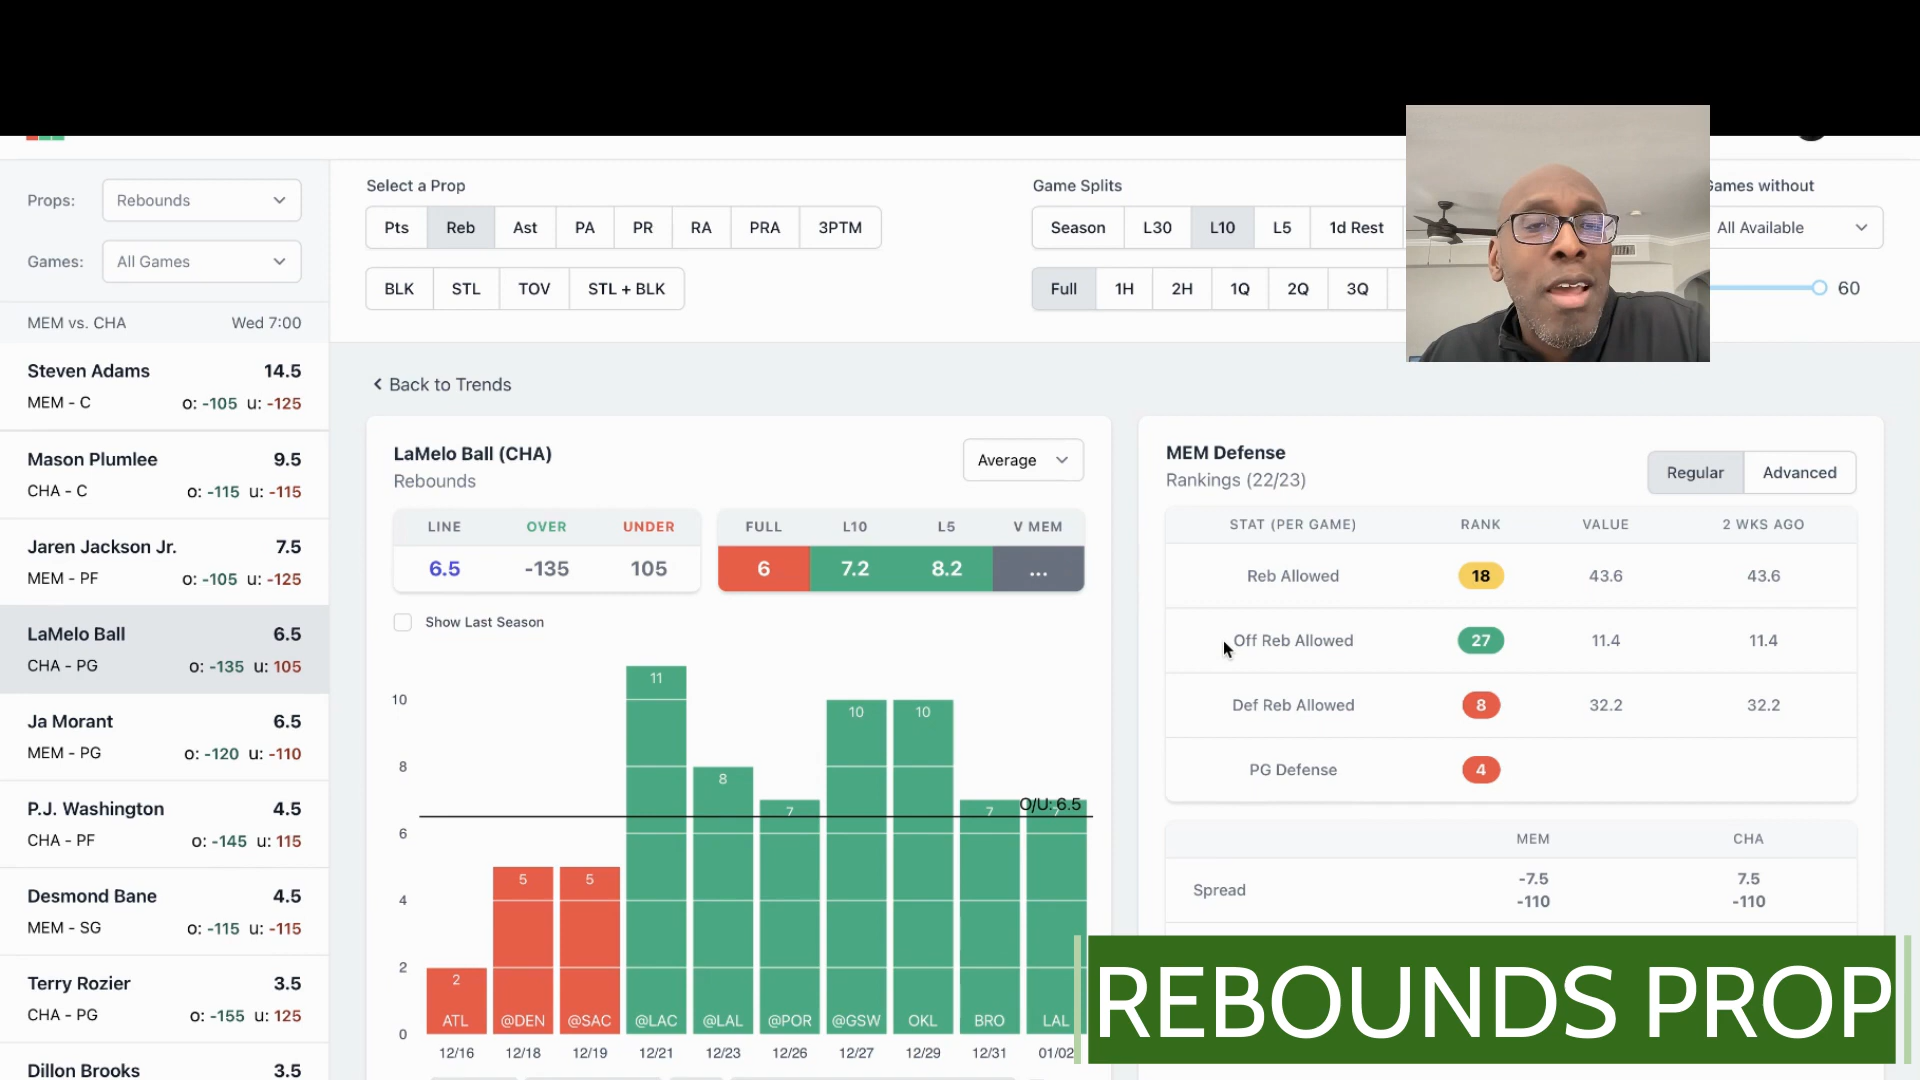 Props: Rebounds
Games: All Games
MEM vs. CHA Wed 7:00
Steven Adams 14.5
MEM - C o: -105 u: -125
Mason Plumlee 9.5
CHA - C o: -115 u: -115
Jaren Jackson Jr. 7.5
MEM - PF o: -105 u: -125
LaMelo Ball 6.5
CHA - PG o: -135 u: 105
Ja Morant 6.5
MEM - PG o: -120 u: -110
P.J. Washington 4.5
CHA - PF o: -145 u: 115
Desmond Bane 4.5
MEM - SG o: -115 u: -115
Terry Rozier 3.5
CHA - PG o: -155 u: 125
Dillon Brooks 3.5
Select a Prop
Pts Reb Ast PA PR RA PRA 3PTM
BLK STL TOV STL + BLK
Game Splits
Season L30 L10 L5 1d Rest
Full 1H 2H 1Q 2Q 3Q
Games without
All Available
60
Back to Trends
LaMelo Ball (CHA)
Rebounds
Average
LINE OVER UNDER
6.5 -135 105
FULL L10 L5 V MEM
6 7.2 8.2 ...
Show Last Season
10
8
6
4
2
0
2 5 5 11 8 7 10 10 7 7
O/U: 6.5
ATL @DEN @SAC @LAC @LAL @POR @GSW OKL BRO LAL
12/16 12/18 12/19 12/21 12/23 12/26 12/27 12/29 12/31 01/02
MEM Defense
Rankings (22/23)
Regular Advanced
STAT (PER GAME) RANK VALUE 2 WKS AGO
Reb Allowed 18 43.6 43.6
Off Reb Allowed 27 11.4 11.4
Def Reb Allowed 8 32.2 32.2
PG Defense 4
MEM CHA
Spread -7.5 7.5
-110 -110
REBOUNDS PROP